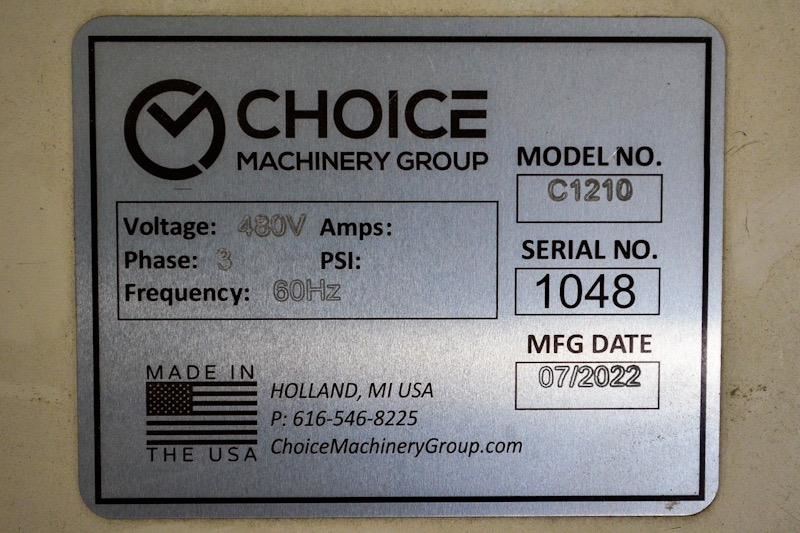 CHOICE
MACHINERY GROUP
MODEL NO.
C1210
Voltage: 480V Amps:
Phase: 3 PSI:
Frequency: 60Hz
SERIAL NO.
1048
MFG DATE
07/2022
MADE IN
THE USA
HOLLAND, MI USA
P: 616-546-8225
ChoiceMachineryGroup.com